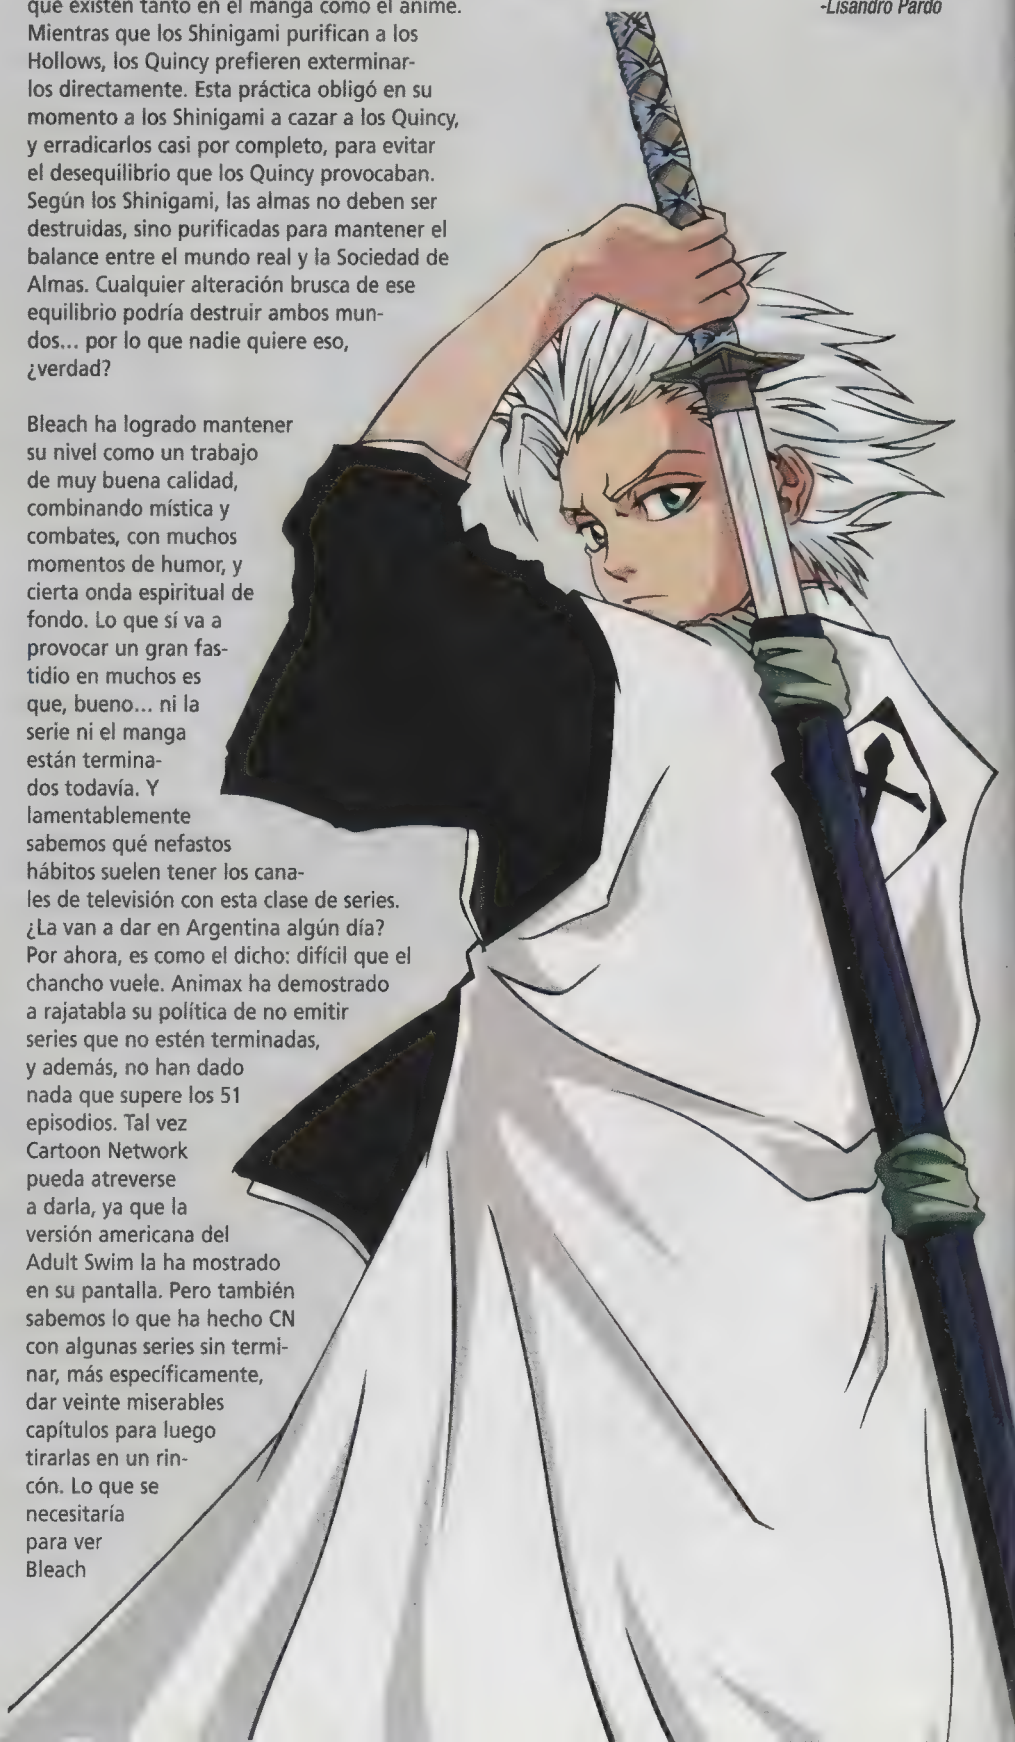 que existen tanto en el manga como el anime.
Mientras que los Shinigami purifican a los
Hollows, los Quincy prefieren exterminar-
los directamente. Esta práctica obligó en su
momento a los Shinigami a cazar a los Quincy,
y erradicarlos casi por completo, para evitar
el desequilibrio que los Quincy provocaban.
Según los Shinigami, las almas no deben ser
destruidas, sino purificadas para mantener el
balance entre el mundo real y la Sociedad de
Almas. Cualquier alteración brusca de ese
equilibrio podría destruir ambos mun-
dos... por lo que nadie quiere eso,
¿verdad?
Bleach ha logrado mantener
su nivel como un trabajo
de muy buena calidad,
combinando mística y
combates, con muchos
momentos de humor, y
cierta onda espiritual de
fondo. Lo que sí va a
provocar un gran fas-
tidio en muchos es
que, bueno... ni la
serie ni el manga
están termina-
dos todavía. Y
lamentablemente
sabemos qué nefastos
hábitos suelen tener los cana-
les de televisión con esta clase de series.
¿La van a dar en Argentina algún día?
Por ahora, es como el dicho: difícil que el
chancho vuele. Animax ha demostrado
a rajatabla su política de no emitir
series que no estén terminadas,
y además, no han dado
nada que supere los 51
episodios. Tal vez
Cartoon Network
pueda atreverse
a darla, ya que la
versión americana del
Adult Swim la ha mostrado
en su pantalla. Pero también
sabemos lo que ha hecho CN
con algunas series sin termi-
nar, más específicamente,
dar veinte miserables
capítulos para luego
tirarlas en un rin-
cón. Lo que se
necesitaría
para ver
Bleach
-Lisandro Pardo